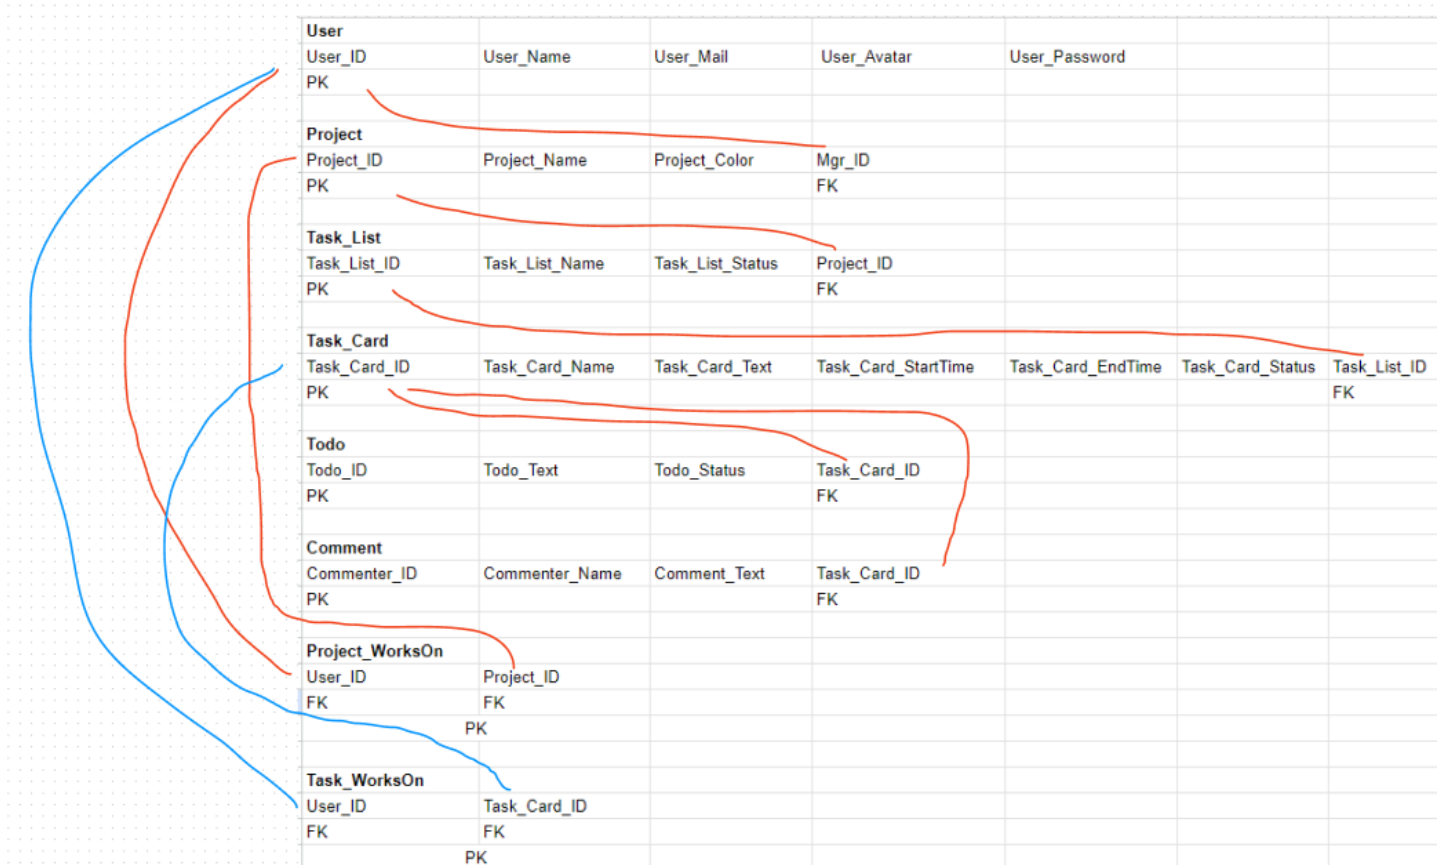 User
User_ID User_Name User_Mail User_Avatar User_Password
PK
Project
Project_ID Project_Name Project_Color Mgr_ID
PK FK
Task_List
Task_List_ID Task_List_Name Task_List_Status Project_ID
PK FK
Task_Card
Task_Card_ID Task_Card_Name Task_Card_Text Task_Card_StartTime Task_Card_EndTime Task_Card_Status Task_List_ID
PK FK
Todo
Todo_ID Todo_Text Todo_Status Task_Card_ID
PK FK
Comment
Commenter_ID Commenter_Name Comment_Text Task_Card_ID
PK FK
Project_WorksOn
User_ID Project_ID
FK FK
PK
Task_WorksOn
User_ID Task_Card_ID
FK FK
PK